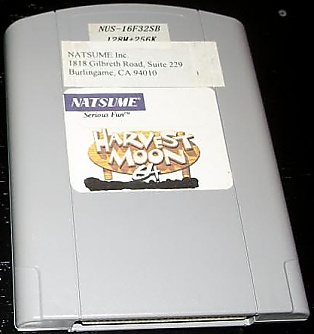 NUS-16F32SB
128M+256K
NATSUME Inc.
1818 Gilbreth Road, Suite 229
Burlingame, CA 94010
NATSUME®
Serious Fun™
HARVEST
MOON
64